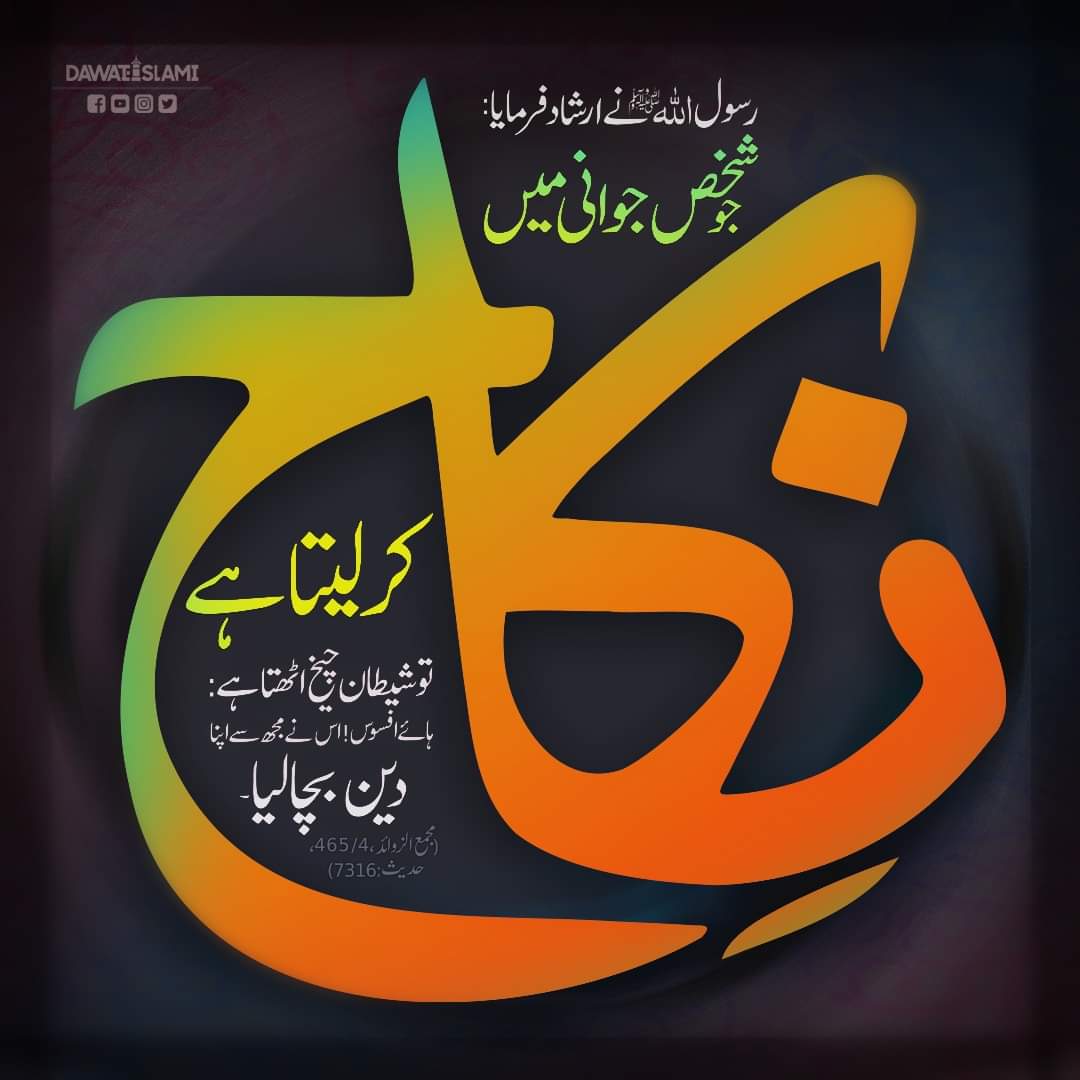 DAWATEISLAMI
رسول اللہ ﷺ نے ارشاد فرمایا:
جو شخص جوانی میں
نِکاح
کرلیتا ہے
تو شیطان چیخ اٹھتا ہے:
ہائے افسوس! اس نے مجھ سے اپنا
دین بچالیا۔
(مجمع الزوائد، 4/465،
حدیث:7316)